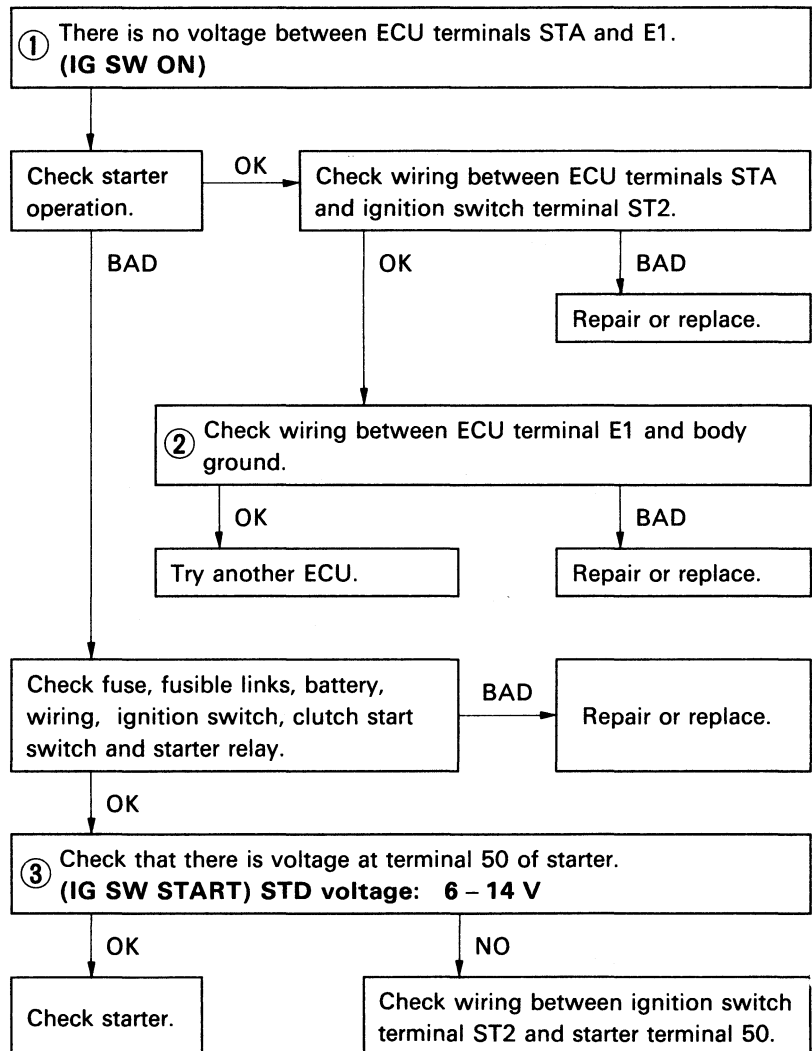 ① There is no voltage between ECU terminals STA and E1.
(IG SW ON)
Check starter
operation.
OK
Check wiring between ECU terminals STA
and ignition switch terminal ST2.
BAD
OK
BAD
Repair or replace.
② Check wiring between ECU terminal E1 and body
ground.
OK
BAD
Try another ECU.
Repair or replace.
Check fuse, fusible links, battery,
wiring, ignition switch, clutch start
switch and starter relay.
BAD
Repair or replace.
OK
③ Check that there is voltage at terminal 50 of starter.
(IG SW START) STD voltage: 6 – 14 V
OK
NO
Check starter.
Check wiring between ignition switch
terminal ST2 and starter terminal 50.